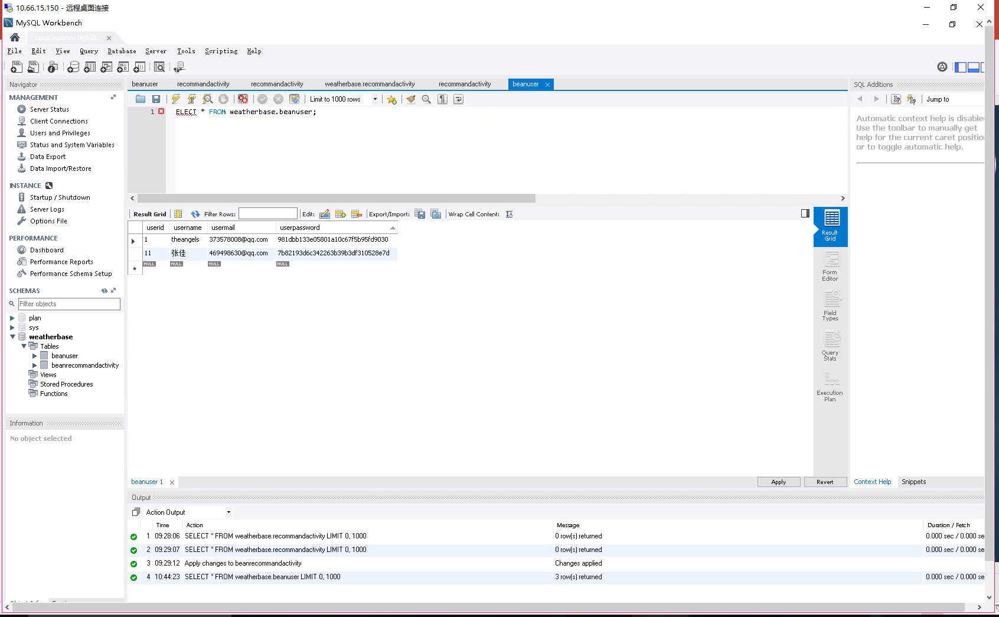 10.66.15.150 - 远程桌面连接
MySQL Workbench
Local instance MySQL
File Edit View Query Database Server Tools Scripting Help
Navigator
MANAGEMENT
Server Status
Client Connections
Users and Privileges
Status and System Variables
Data Export
Data Import/Restore
INSTANCE
Startup / Shutdown
Server Logs
Options File
PERFORMANCE
Dashboard
Performance Reports
Performance Schema Setup
SCHEMAS
Filter objects
plan
sys
weatherbase
Tables
beanuser
beanrecommandactivity
Views
Stored Procedures
Functions
Information
No object selected
beanuser recommandactivity recommandactivity weatherbase.recommandactivity recommandactivity beanuser
Limit to 1000 rows
1 ELECT * FROM weatherbase.beanuser;
Result Grid Filter Rows: Edit: Export/Import: Wrap Cell Content:
userid username usermail userpassword
1 theangels 373578008@qq.com 981dbb133e05801a10c67f5b95fd9030
11 张佳 469498630@qq.com 7b82193d6c342263b39b3df310528e7d
NULL NULL NULL NULL
Result
Grid
Form
Editor
Field
Types
Query
Stats
Execution
Plan
beanuser 1
Apply Revert
SQL Additions
Jump to
Automatic context help is disable
Use the toolbar to manually get
help for the current caret position
or to toggle automatic help.
Context Help Snippets
Output
Action Output
Time Action Message Duration / Fetch
1 09:28:06 SELECT * FROM weatherbase.recommandactivity LIMIT 0, 1000 0 row(s) returned 0.000 sec / 0.000 se
2 09:29:07 SELECT * FROM weatherbase.recommandactivity LIMIT 0, 1000 0 row(s) returned 0.000 sec / 0.000 se
3 09:29:12 Apply changes to beanrecommandactivity Changes applied
4 10:44:23 SELECT * FROM weatherbase.beanuser LIMIT 0, 1000 3 row(s) returned 0.000 sec / 0.000 se